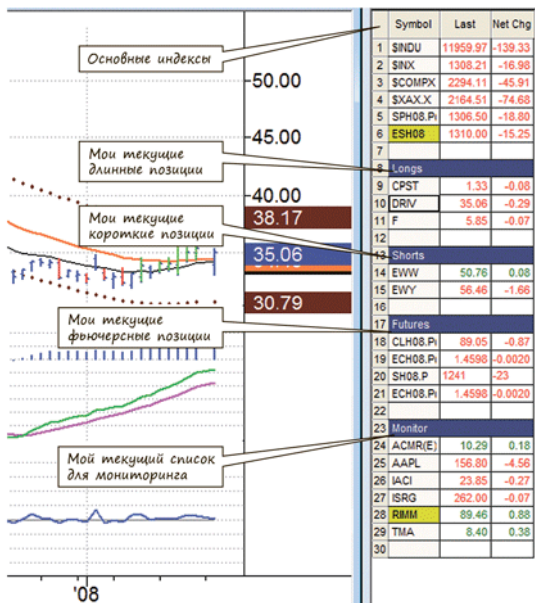 Основные индексы
Мои текущие
длинные позиции
Мои текущие
короткие позиции
Мои текущие
фьючерсные позиции
Мой текущий список
для мониторинга
50.00
45.00
40.00
38.17
35.06
30.79
'08
Symbol Last Net Chg
1 $INDU 11959.97 -139.33
2 $INX 1308.21 -16.98
3 $COMPX 2294.11 -45.91
4 $XAX.X 2164.51 -74.68
5 SPH08.P 1306.50 -18.80
6 ESH08 1310.00 -15.25
7
8 Longs
9 CPST 1.33 -0.08
10 DRIV 35.06 -0.29
11 F 5.85 -0.07
12
13 Shorts
14 EWW 50.76 0.08
15 EWY 56.46 -1.66
16
17 Futures
18 CLH08.P 89.05 -0.87
19 ECH08.P 1.4598 -0.0020
20 SH08.P 1241 -23
21 ECH08.P 1.4598 -0.0020
22
23 Monitor
24 ACMR(E) 10.29 0.18
25 AAPL 156.80 -4.56
26 IACI 23.85 -0.27
27 ISRG 262.00 -0.07
28 RIMM 89.46 0.88
29 TMA 8.40 0.38
30